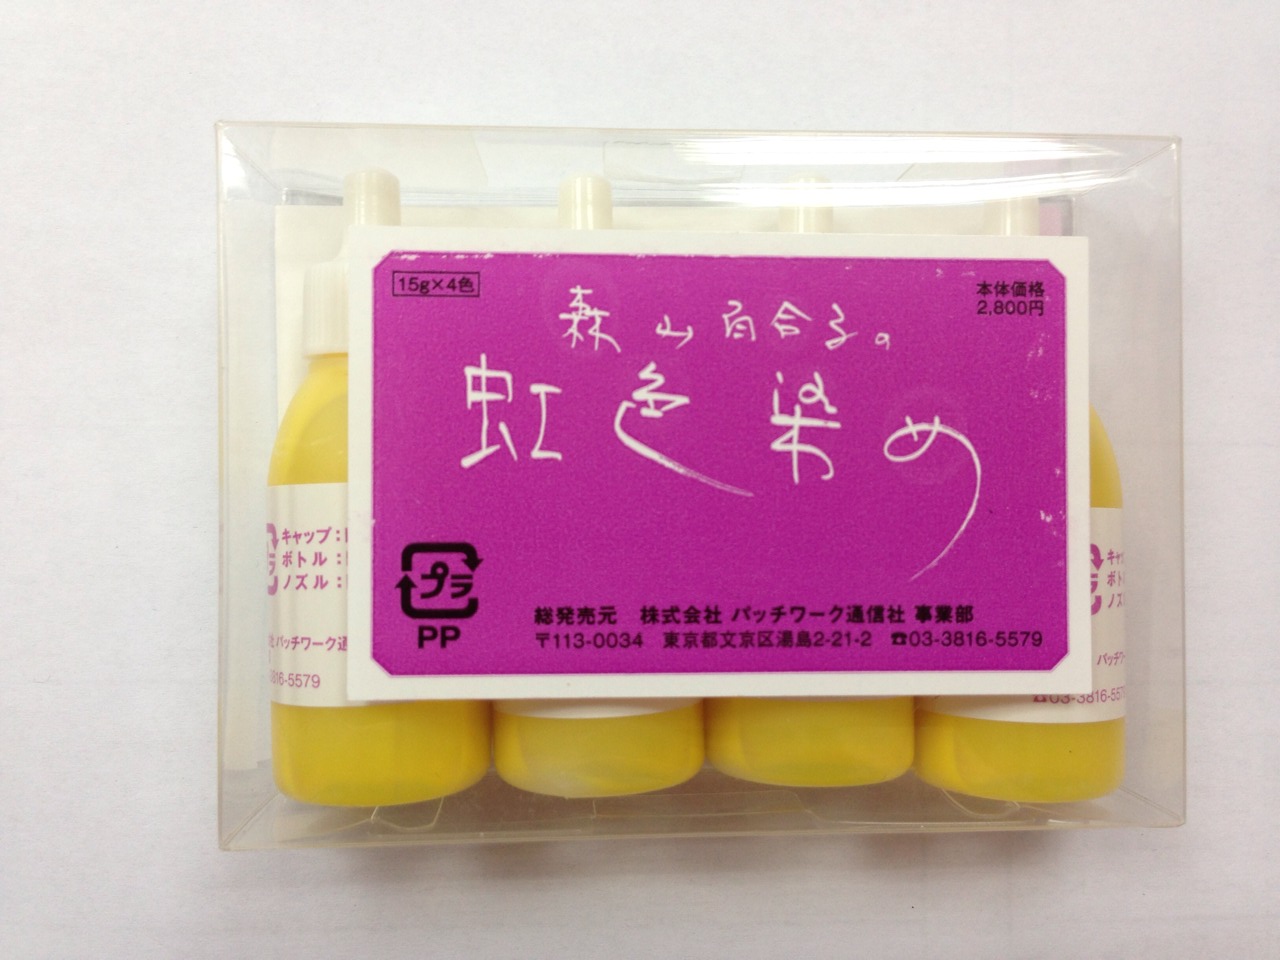 15g×4色
本体価格
2,800円
森山百合子の
虹色染め
プラ
PP
総発売元 株式会社 パッチワーク通信社 事業部
〒113-0034 東京都文京区湯島2-21-2 ☎03-3816-5579
キャップ:
ボトル:
ノズル:
パッチワーク通
816-5579
キャ
ボト
ノズ
パッチワ
☎03-3816-557